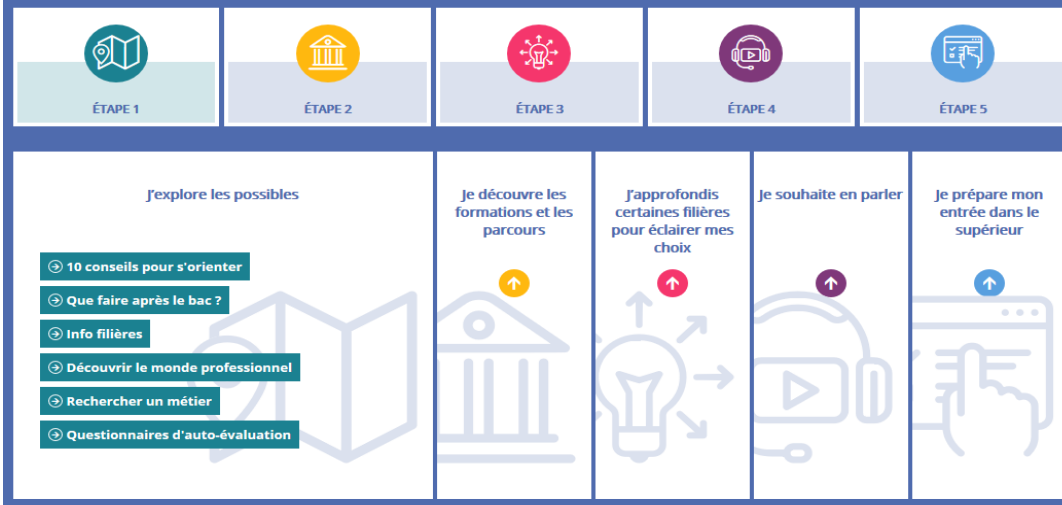 ÉTAPE 1
ÉTAPE 2
ÉTAPE 3
ÉTAPE 4
ÉTAPE 5
J'explore les possibles
10 conseils pour s'orienter
Que faire après le bac ?
Info filières
Découvrir le monde professionnel
Rechercher un métier
Questionnaires d'auto-évaluation
Je découvre les
formations et les
parcours
J'approfondis
certaines filières
pour éclairer mes
choix
Je souhaite en parler
Je prépare mon
entrée dans le
supérieur